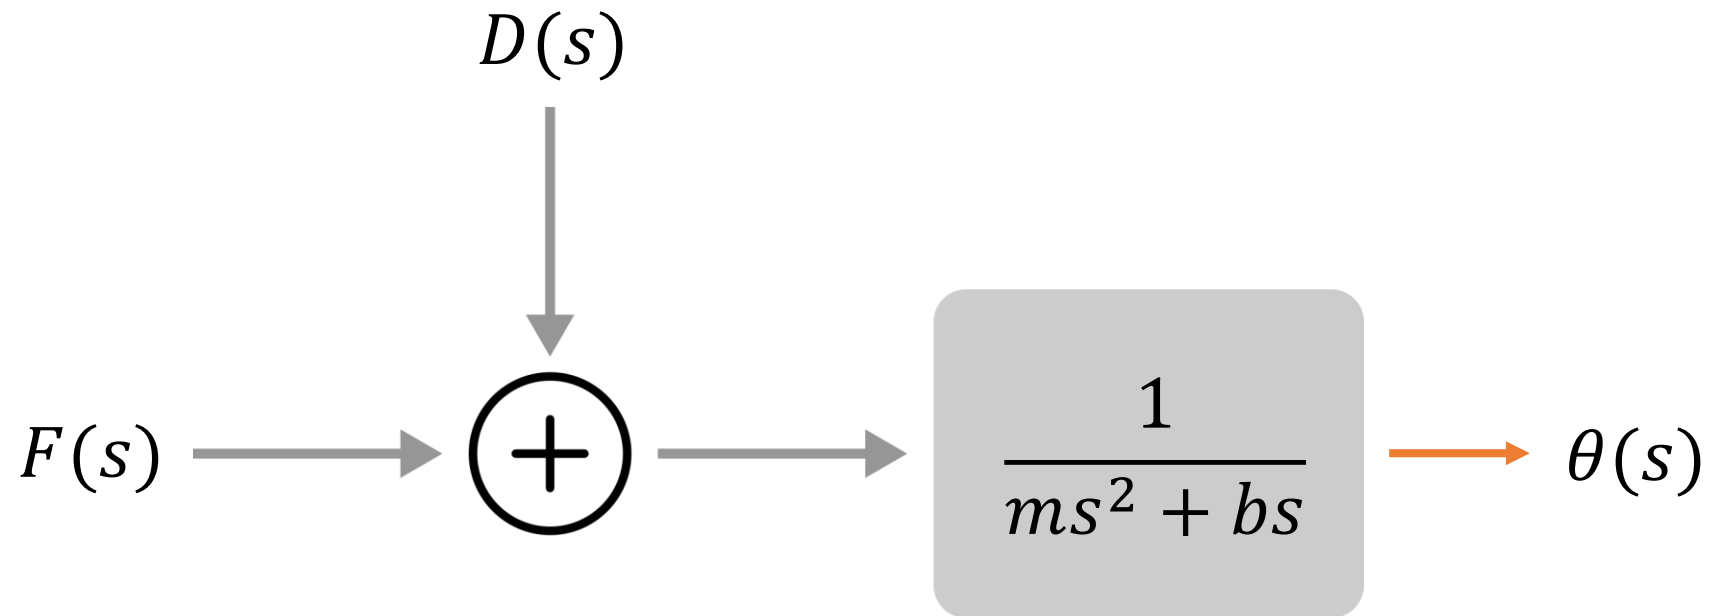 D(s)
F(s)
+
1
ms² + bs
θ(s)